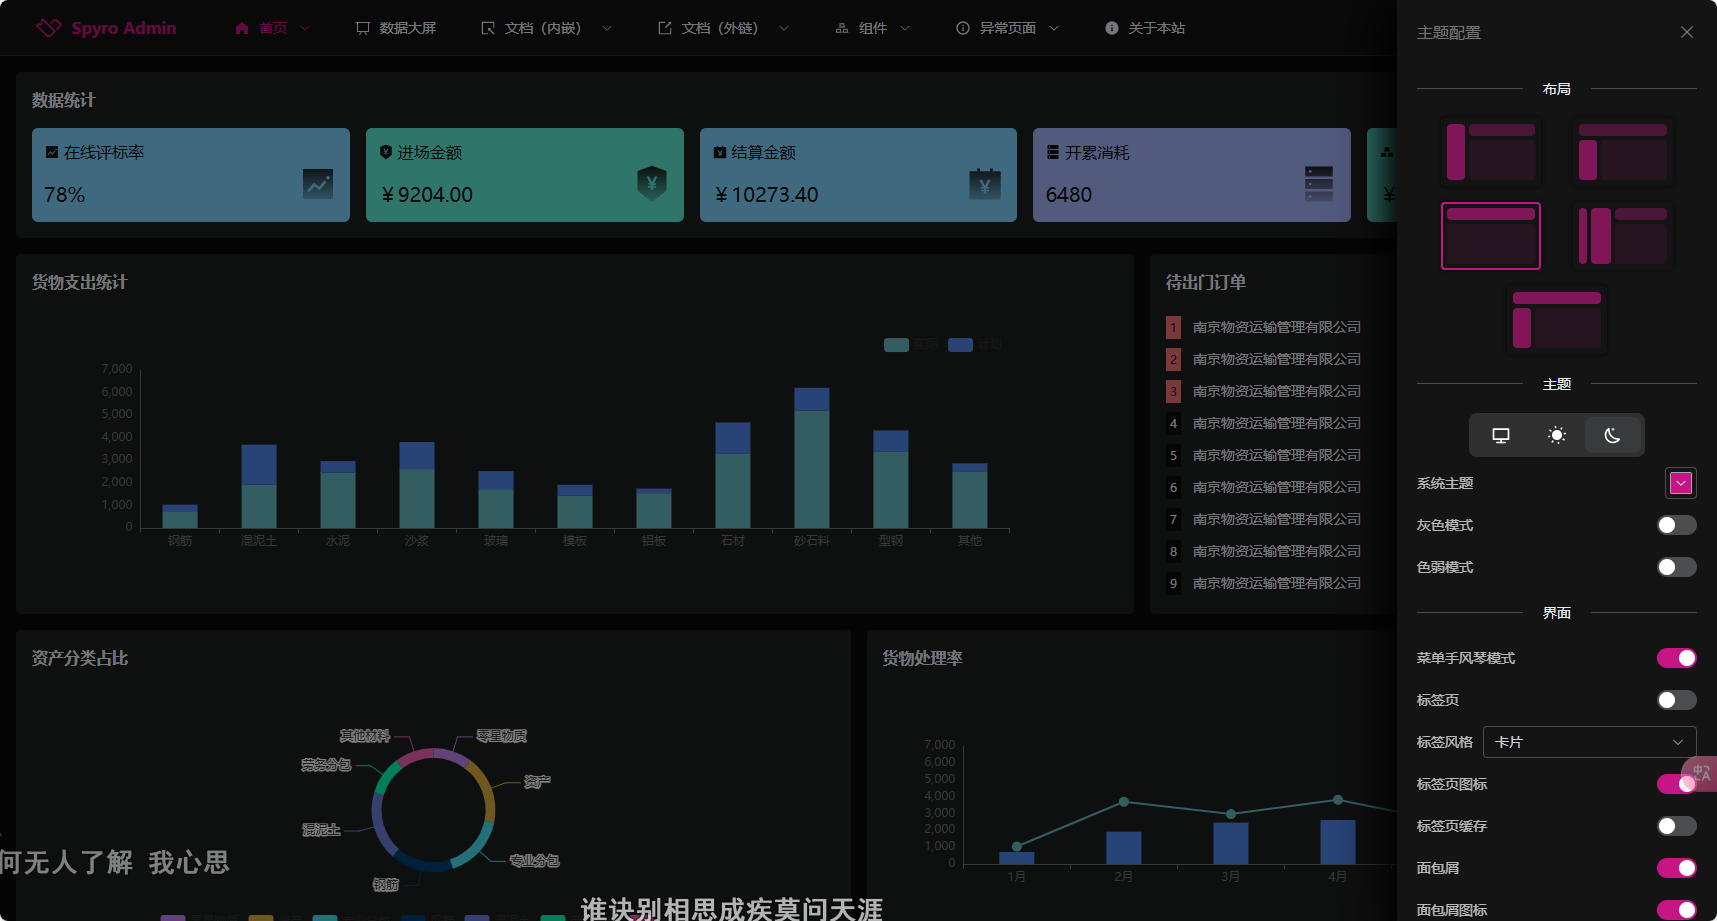 Spyro Admin 首页 数据大屏 文档（内嵌） 文档（外链） 组件 异常页面 关于本站
数据统计
在线评标率
78%
进场金额
￥9204.00
结算金额
￥10273.40
开累消耗
6480
￥
货物支出统计
实际 计划
7,000
6,000
5,000
4,000
3,000
2,000
1,000
0
钢筋 混泥土 水泥 沙浆 玻璃 模板 铝板 石材 砂石料 型钢 其他
待出门订单
1 南京物资运输管理有限公司
2 南京物资运输管理有限公司
3 南京物资运输管理有限公司
4 南京物资运输管理有限公司
5 南京物资运输管理有限公司
6 南京物资运输管理有限公司
7 南京物资运输管理有限公司
8 南京物资运输管理有限公司
9 南京物资运输管理有限公司
资产分类占比
其他材料 零星物质
劳务分包 资产
混泥土 专业分包
钢筋
货物处理率
7,000
6,000
5,000
4,000
3,000
2,000
1,000
0
1月 2月 3月 4月
何无人了解 我心思
谁诀别相思成疾莫问天涯
主题配置
布局
主题
系统主题
灰色模式
色弱模式
界面
菜单手风琴模式
标签页
标签风格 卡片
标签页图标
标签页缓存
面包屑
面包屑图标